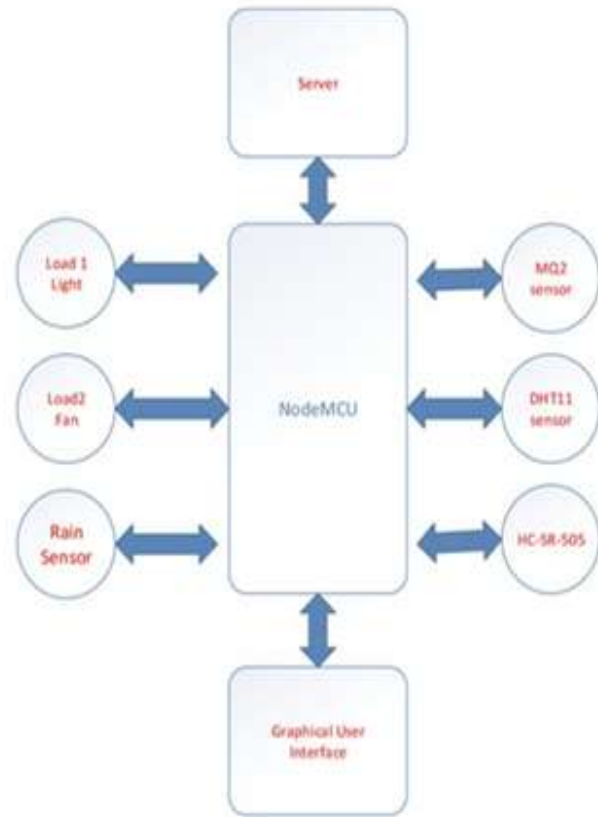 Server
Load 1
Light
MQ2
sensor
Load2
Fan
NodeMCU
DHT11
sensor
Rain
Sensor
HC-SR-505
Graphical User
Interface